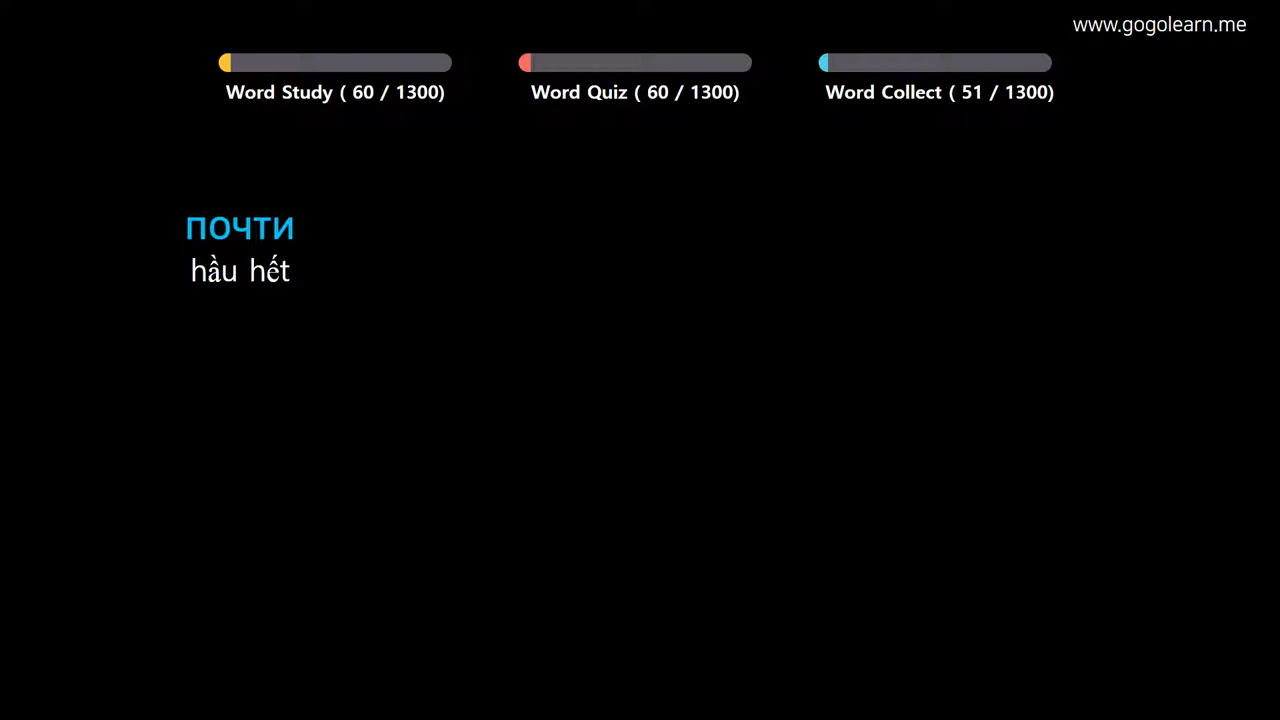 www.gogolearn.me
Word Study ( 60 / 1300)
Word Quiz ( 60 / 1300)
Word Collect ( 51 / 1300)
почти
hầu hết